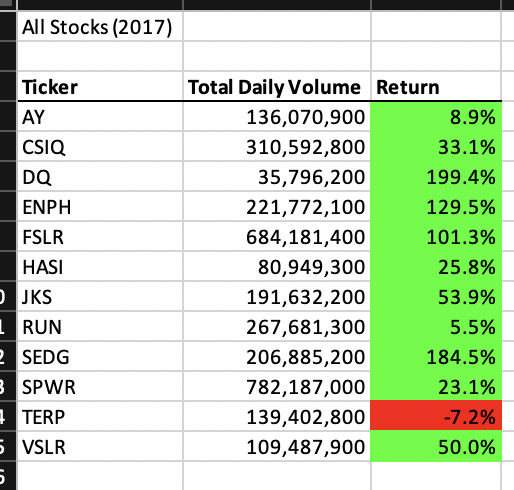 All Stocks (2017)
Ticker Total Daily Volume Return
AY 136,070,900 8.9%
CSIQ 310,592,800 33.1%
DQ 35,796,200 199.4%
ENPH 221,772,100 129.5%
FSLR 684,181,400 101.3%
HASI 80,949,300 25.8%
JKS 191,632,200 53.9%
RUN 267,681,300 5.5%
SEDG 206,885,200 184.5%
SPWR 782,187,000 23.1%
TERP 139,402,800 -7.2%
VSLR 109,487,900 50.0%